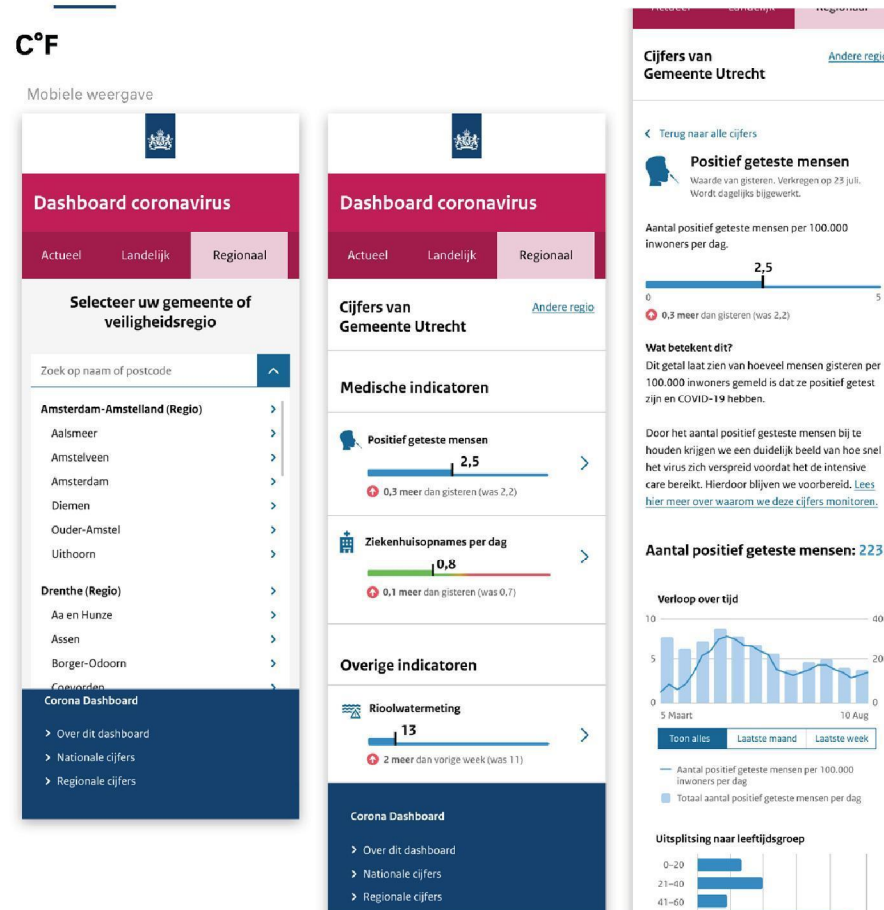 C°F
Mobiele weergave
Dashboard coronavirus
Actueel Landelijk Regionaal
Selecteer uw gemeente of
veiligheidsregio
Zoek op naam of postcode
Amsterdam-Amstelland (Regio)
Aalsmeer
Amstelveen
Amsterdam
Diemen
Ouder-Amstel
Uithoorn
Drenthe (Regio)
Aa en Hunze
Assen
Borger-Odoorn
Coevorden
Corona Dashboard
Over dit dashboard
Nationale cijfers
Regionale cijfers
Dashboard coronavirus
Actueel Landelijk Regionaal
Cijfers van
Gemeente Utrecht
Andere regio
Medische indicatoren
Positief geteste mensen
2,5
0,3 meer dan gisteren (was 2,2)
Ziekenhuisopnames per dag
0,8
0,1 meer dan gisteren (was 0,7)
Overige indicatoren
Rioolwatermeting
13
2 meer dan vorige week (was 11)
Corona Dashboard
Over dit dashboard
Nationale cijfers
Regionale cijfers
Cijfers van
Gemeente Utrecht
Andere regio
Terug naar alle cijfers
Positief geteste mensen
Waarde van gisteren. Verkregen op 23 juli.
Wordt dagelijks bijgewerkt.
Aantal positief geteste mensen per 100.000
inwoners per dag.
2,5
0 5
0,3 meer dan gisteren (was 2,2)
Wat betekent dit?
Dit getal laat zien van hoeveel mensen gisteren per
100.000 inwoners gemeld is dat ze positief getest
zijn en COVID-19 hebben.
Door het aantal positief gesteste mensen bij te
houden krijgen we een duidelijk beeld van hoe snel
het virus zich verspreid voordat het de intensive
care bereikt. Hierdoor blijven we voorbereid. Lees
hier meer over waarom we deze cijfers monitoren.
Aantal positief geteste mensen: 223
Verloop over tijd
10
5
0 0
5 Maart 10 Aug
Toon alles Laatste maand Laatste week
Aantal positief geteste mensen per 100.000
inwoners per dag
Totaal aantal positief geteste mensen per dag
Uitsplitsing naar leeftijdsgroep
0-20
21-40
41-60